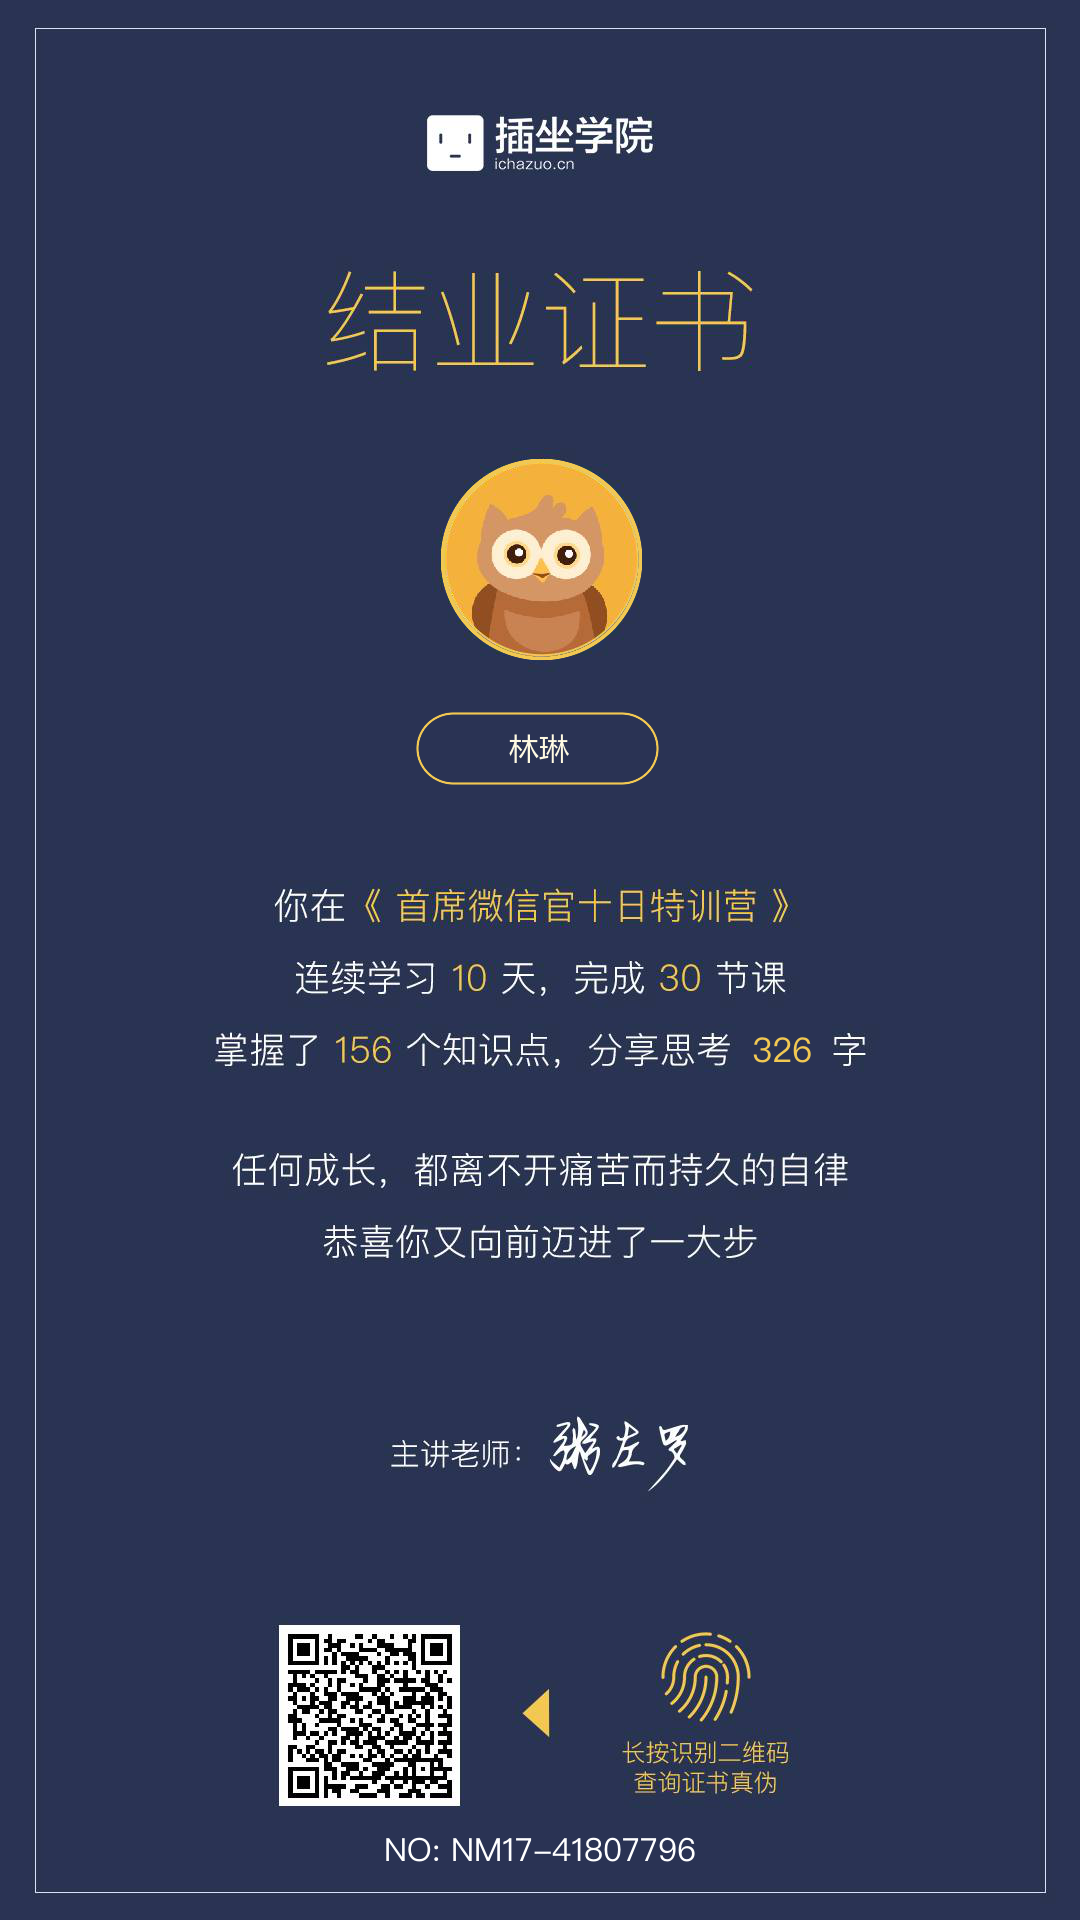 插坐学院
ichazuo.cn
结业证书
林琳
你在《 首席微信官十日特训营 》
连续学习 10 天，完成 30 节课
掌握了 156 个知识点，分享思考 326 字
任何成长，都离不开痛苦而持久的自律
恭喜你又向前迈进了一大步
主讲老师：粥左罗
长按识别二维码
查询证书真伪
NO: NM17-41807796